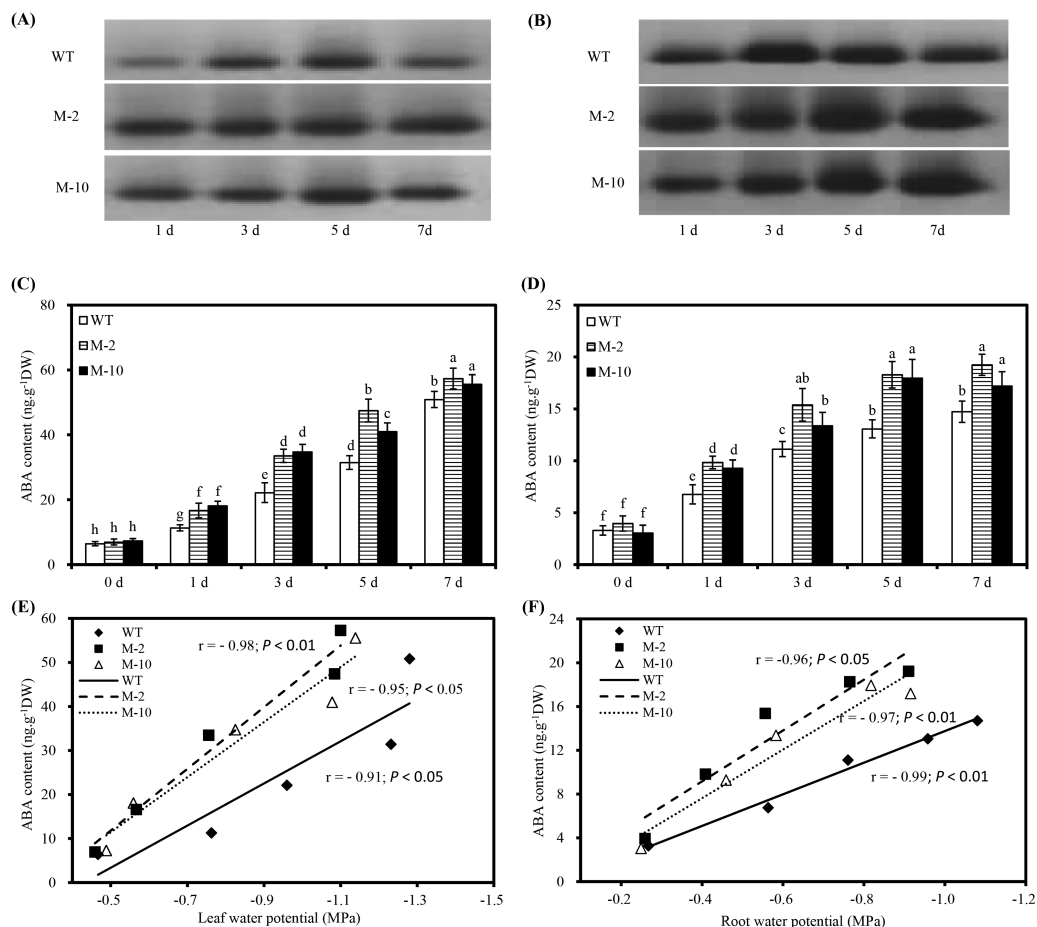 (A)
WT
M-2
M-10
1 d 3 d 5 d 7d
(B)
WT
M-2
M-10
1 d 3 d 5 d 7d
(C)
80
60
40
20
0
ABA content (ng.g-1DW)
WT
M-2
M-10
h h h
g f f
e d d
d b c
b a a
0 d 1 d 3 d 5 d 7 d
(D)
25
20
15
10
5
0
ABA content (ng.g-1DW)
WT
M-2
M-10
f f f
e d d
c ab b
b a a
b a a
0 d 1 d 3 d 5 d 7 d
(E)
60
50
40
30
20
10
0
ABA content (ng.g-1DW)
WT
M-2
M-10
WT
M-2
M-10
r = - 0.98; P < 0.01
r = - 0.95; P < 0.05
r = - 0.91; P < 0.05
-0.5 -0.7 -0.9 -1.1 -1.3 -1.5
Leaf water potential (MPa)
(F)
24
20
16
12
8
4
0
ABA content (ng.g-1DW)
WT
M-2
M-10
WT
M-2
M-10
r = -0.96; P < 0.05
r = -0.97; P < 0.01
r = - 0.99; P < 0.01
-0.2 -0.4 -0.6 -0.8 -1.0 -1.2
Root water potential (MPa)